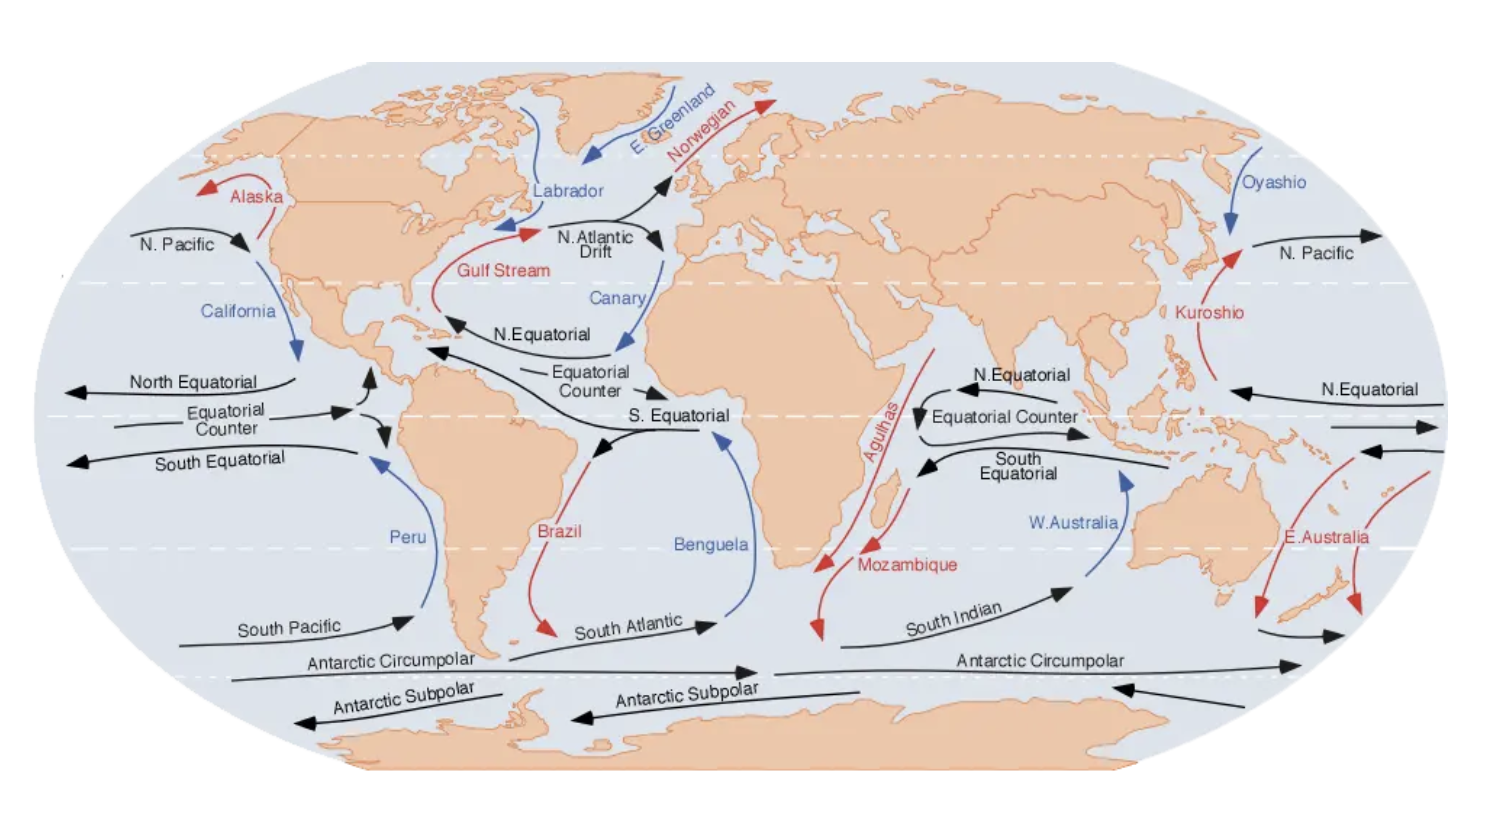 E. Greenland
Norwegian
Alaska
Labrador
Oyashio
N. Pacific
N.Atlantic
Drift
N. Pacific
Gulf Stream
California
Canary
Kuroshio
N.Equatorial
North Equatorial
Equatorial
Counter
N.Equatorial
N.Equatorial
Equatorial
Counter
S. Equatorial
Equatorial Counter
Agulhas
South Equatorial
South
Equatorial
Peru
Brazil
Benguela
W.Australia
E.Australia
Mozambique
South Pacific
South Atlantic
South Indian
Antarctic Circumpolar
Antarctic Circumpolar
Antarctic Subpolar
Antarctic Subpolar